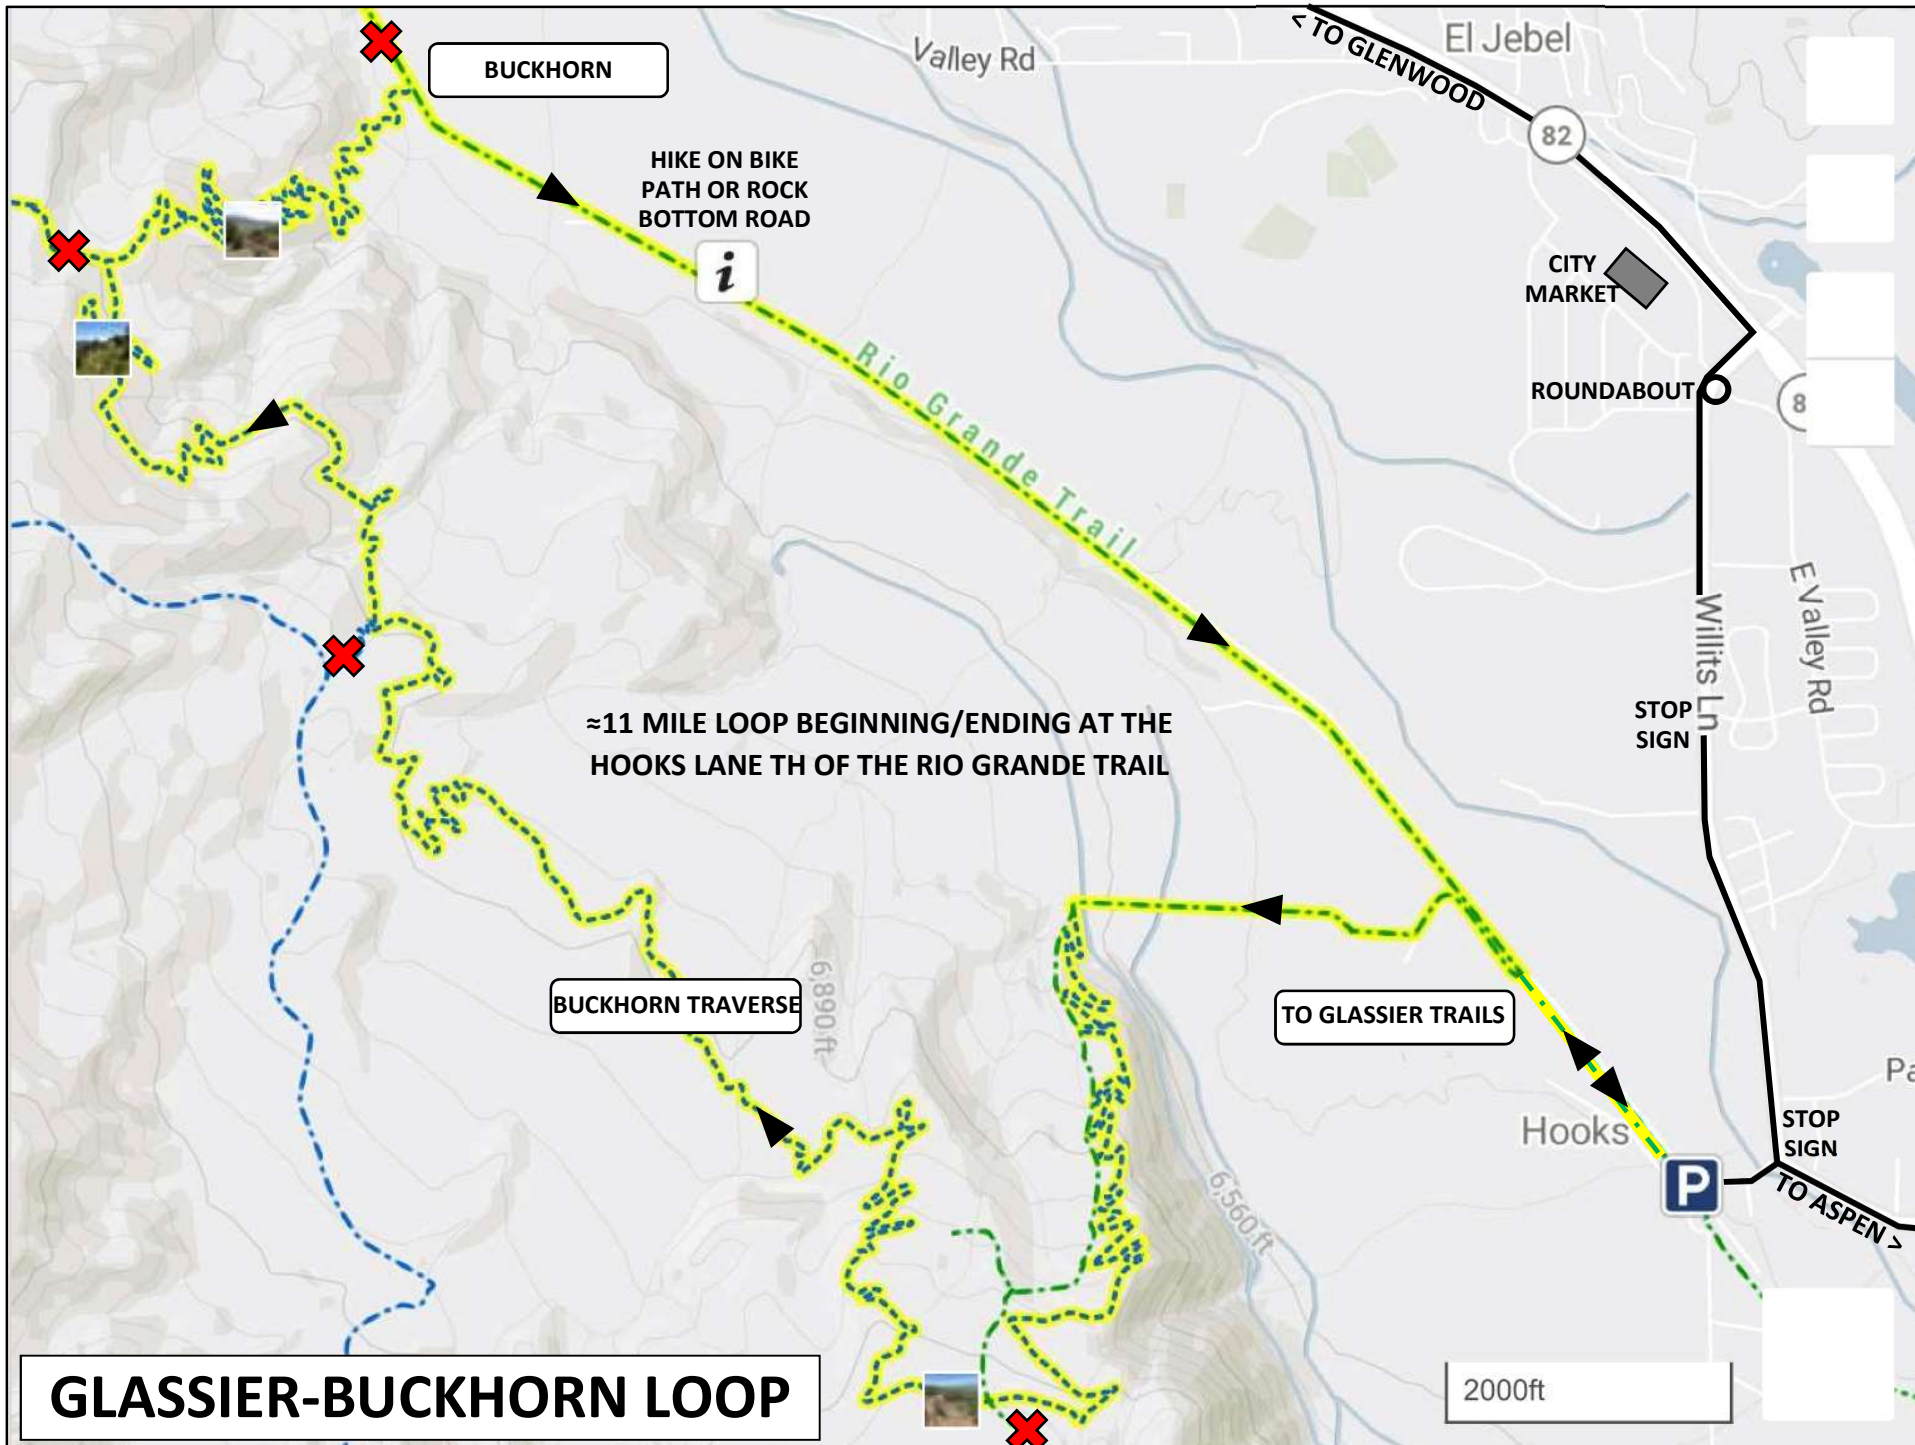 < TO GLENWOOD
El Jebel
Valley Rd
BUCKHORN
82
HIKE ON BIKE
PATH OR ROCK
BOTTOM ROAD
i
CITY
MARKET
Rio Grande Trail
ROUNDABOUT
8
E Valley Rd
Willits Ln
STOP
SIGN
≈11 MILE LOOP BEGINNING/ENDING AT THE
HOOKS LANE TH OF THE RIO GRANDE TRAIL
6,890 ft
BUCKHORN TRAVERSE
TO GLASSIER TRAILS
Pa
Hooks
STOP
SIGN
P
TO ASPEN >
6,560 ft
GLASSIER-BUCKHORN LOOP
2000ft